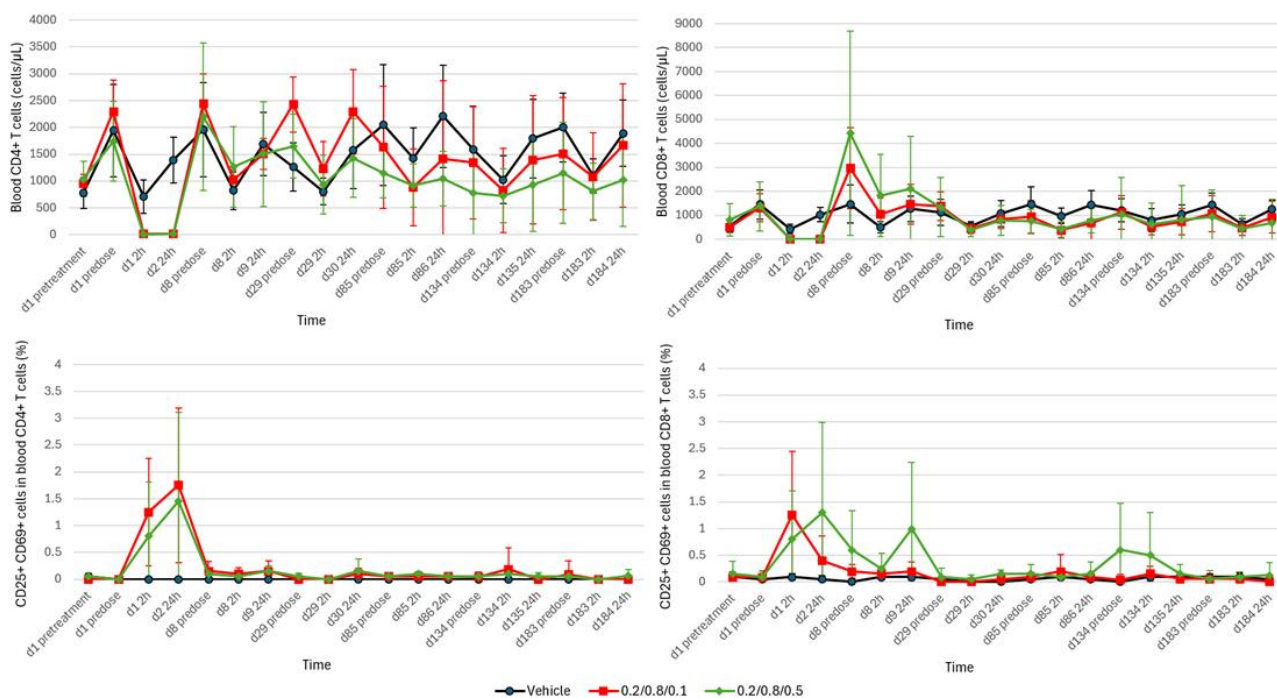 Blood CD4+ T cells (cells/µL)
4000
3500
3000
2500
2000
1500
1000
500
0
d1 pretreatment
d1 predose
d1 2h
d2 24h
d8 predose
d8 2h
d9 24h
d29 predose
d29 2h
d30 24h
d85 predose
d85 2h
d86 24h
d134 predose
d134 2h
d135 24h
d183 predose
d183 2h
d184 24h
Time
Blood CD8+ T cells (cells/µL)
9000
8000
7000
6000
5000
4000
3000
2000
1000
0
d1 pretreatment
d1 predose
d1 2h
d2 24h
d8 predose
d8 2h
d9 24h
d29 predose
d29 2h
d30 24h
d85 predose
d85 2h
d86 24h
d134 predose
d134 2h
d135 24h
d183 predose
d183 2h
d184 24h
Time
CD25+ CD69+ cells in blood CD4+ T cells (%)
4
3.5
3
2.5
2
1.5
1
0.5
0
d1 pretreatment
d1 predose
d1 2h
d2 24h
d8 predose
d8 2h
d9 24h
d29 predose
d29 2h
d30 24h
d85 predose
d85 2h
d86 24h
d134 predose
d134 2h
d135 24h
d183 predose
d183 2h
d184 24h
Time
CD25+ CD69+ cells in blood CD8+ T cells (%)
4
3.5
3
2.5
2
1.5
1
0.5
0
d1 pretreatment
d1 predose
d1 2h
d2 24h
d8 predose
d8 2h
d9 24h
d29 predose
d29 2h
d30 24h
d85 predose
d85 2h
d86 24h
d134 predose
d134 2h
d135 24h
d183 predose
d183 2h
d184 24h
Time
Vehicle 0.2/0.8/0.1 0.2/0.8/0.5